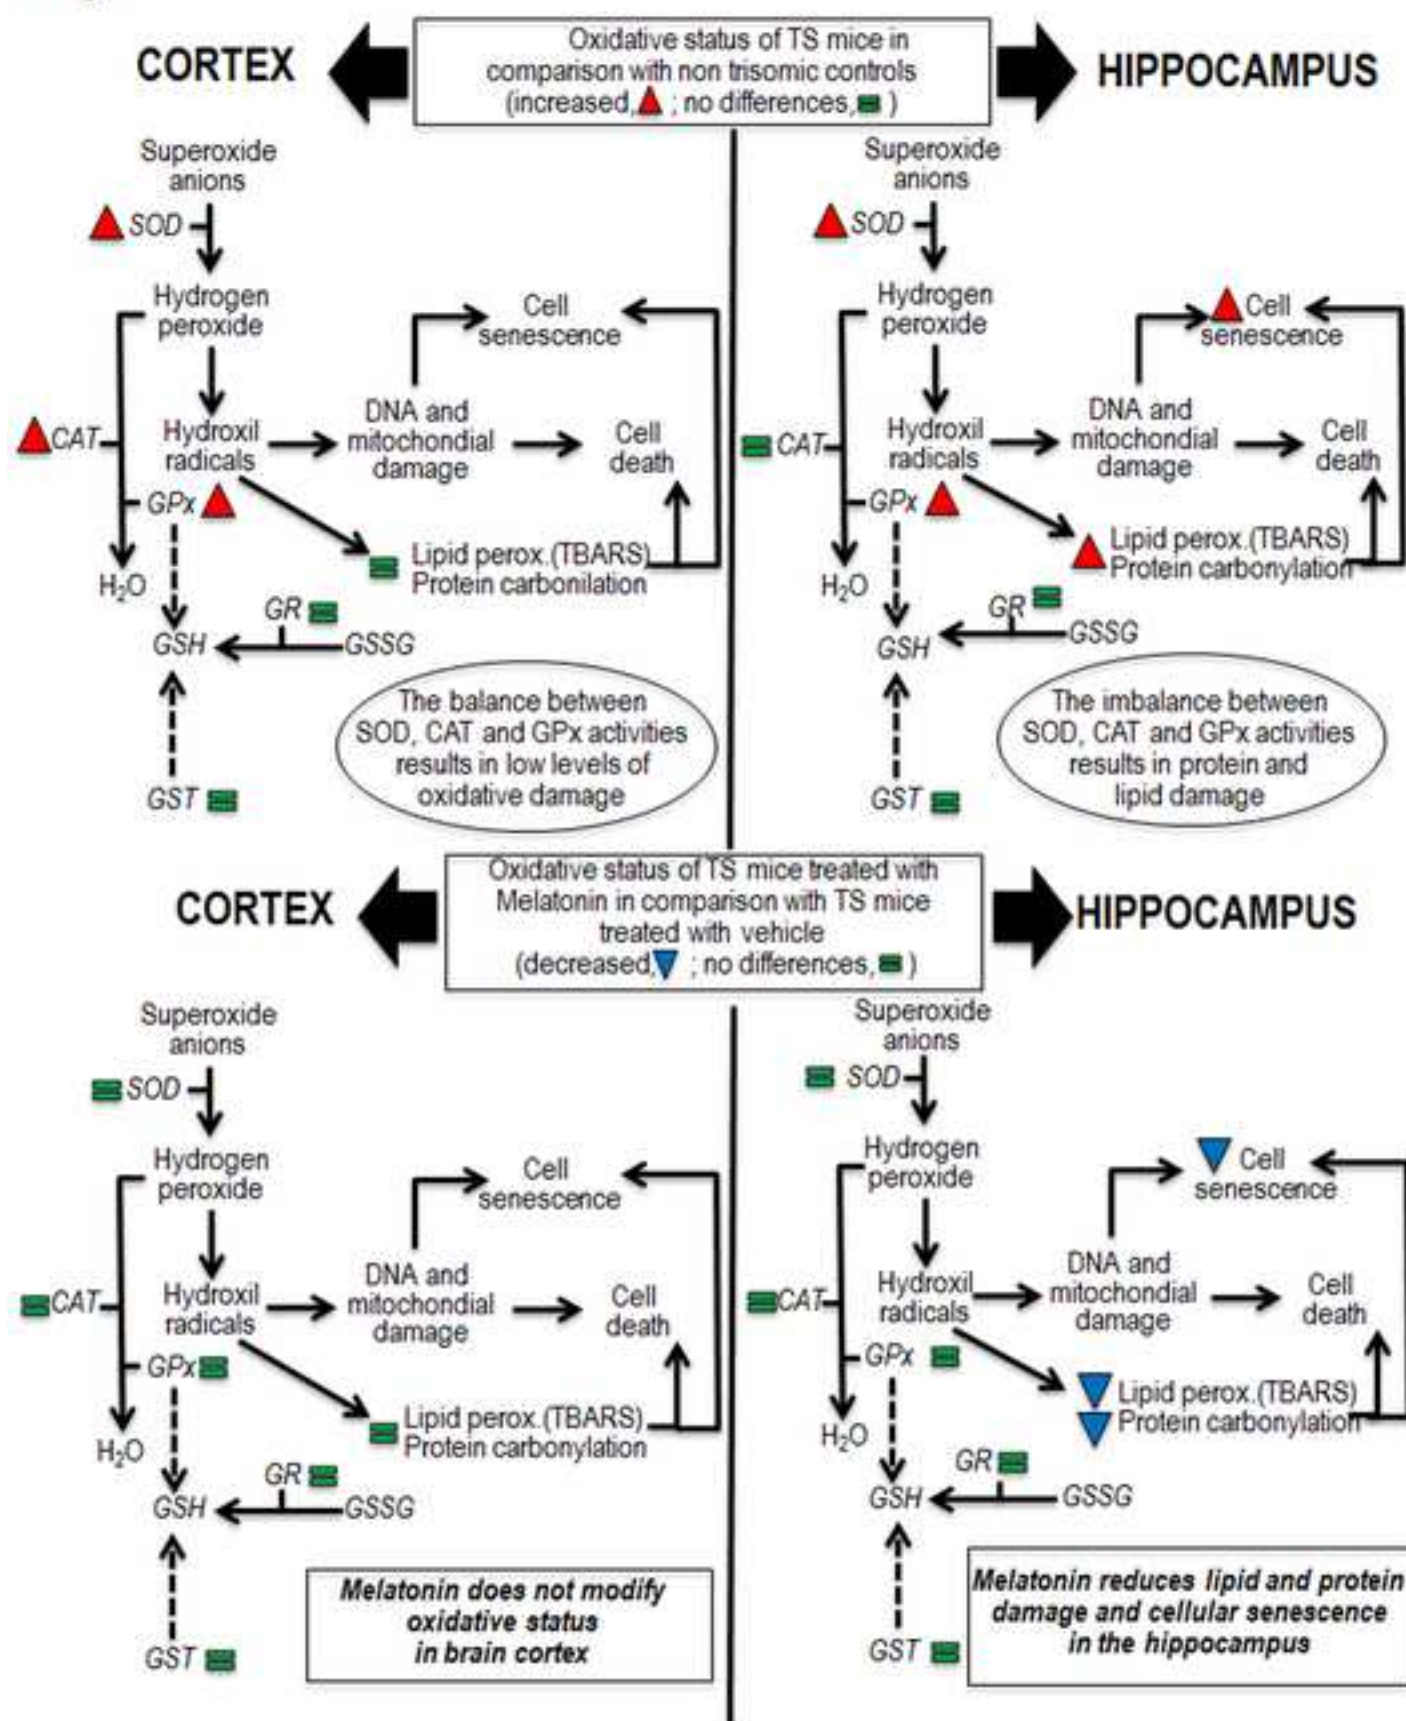 Oxidative status of TS mice in
comparison with non trisomic controls
(increased, ; no differences, )
CORTEX
HIPPOCAMPUS
Superoxide
anions
SOD
Hydrogen
peroxide
Cell
senescence
CAT
Hydroxil
radicals
DNA and
mitochondial
damage
Cell
death
GPx
Lipid perox.(TBARS)
Protein carbonilation
H₂O
GR
GSH
GSSG
The balance between
SOD, CAT and GPx activities
results in low levels of
oxidative damage
GST
Superoxide
anions
SOD
Hydrogen
peroxide
Cell
senescence
CAT
Hydroxil
radicals
DNA and
mitochondial
damage
Cell
death
GPx
Lipid perox.(TBARS)
Protein carbonylation
H₂O
GR
GSH
GSSG
The imbalance between
SOD, CAT and GPx activities
results in protein and
lipid damage
GST
Oxidative status of TS mice treated with
Melatonin in comparison with TS mice
treated with vehicle
(decreased, ; no differences, )
CORTEX
HIPPOCAMPUS
Superoxide
anions
SOD
Hydrogen
peroxide
Cell
senescence
CAT
Hydroxil
radicals
DNA and
mitochondial
damage
Cell
death
GPx
Lipid perox.(TBARS)
Protein carbonylation
H₂O
GR
GSH
GSSG
Melatonin does not modify
oxidative status
in brain cortex
GST
Superoxide
anions
SOD
Hydrogen
peroxide
Cell
senescence
CAT
Hydroxil
radicals
DNA and
mitochondial
damage
Cell
death
GPx
Lipid perox.(TBARS)
Protein carbonylation
H₂O
GR
GSH
GSSG
Melatonin reduces lipid and protein
damage and cellular senescence
in the hippocampus
GST